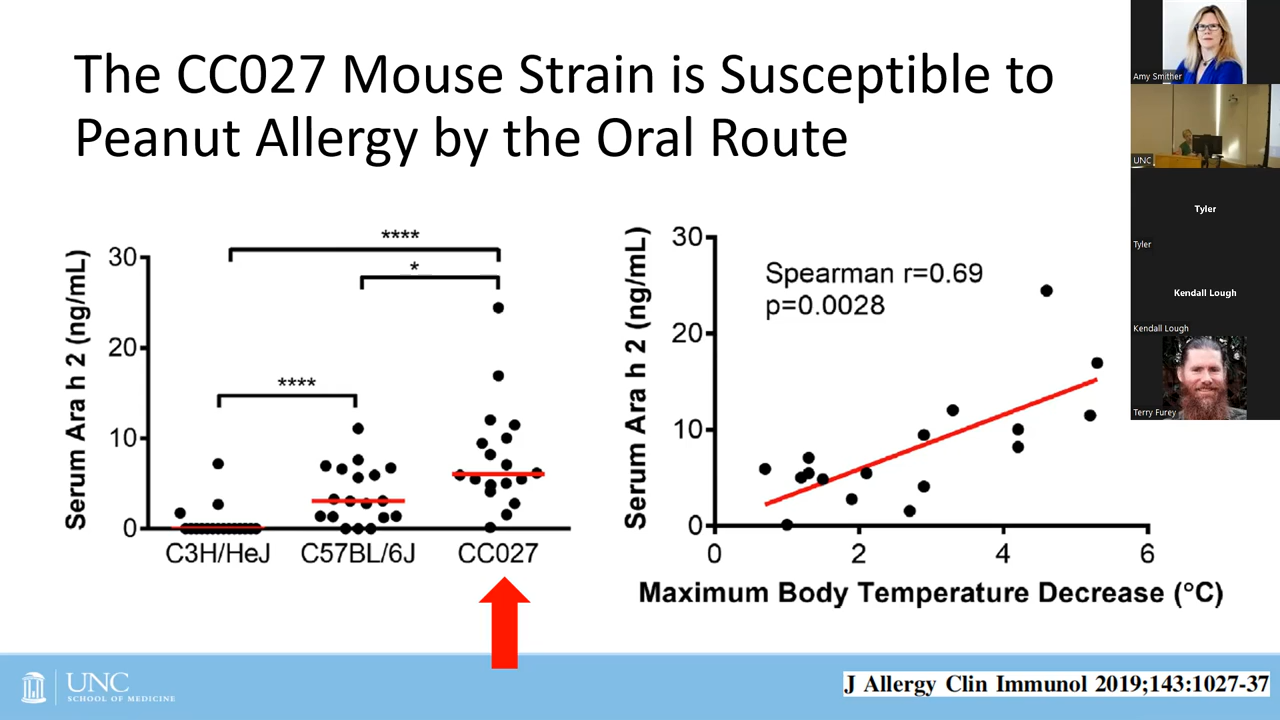 The CC027 Mouse Strain is Susceptible to
Peanut Allergy by the Oral Route
Serum Ara h 2 (ng/mL)
30
20
10
0
****
*
****
C3H/HeJ
C57BL/6J
CC027
Serum Ara h 2 (ng/mL)
30
20
10
0
Spearman r=0.69
p=0.0028
0
2
4
6
Maximum Body Temperature Decrease (°C)
UNC
SCHOOL OF MEDICINE
J Allergy Clin Immunol 2019;143:1027-37
Amy Smither
UNC
Tyler
Tyler
Kendall Lough
Kendall Lough
Terry Furey